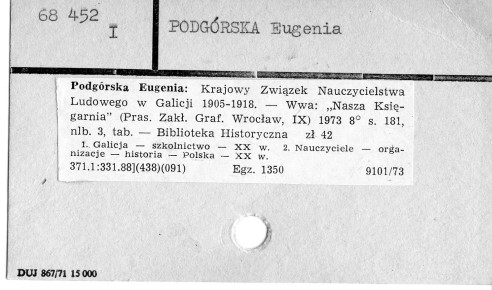 68 452
I
PODGÓRSKA Eugenia
Podgórska Eugenia: Krajowy Związek Nauczycielstwa
Ludowego w Galicji 1905-1918. — Wwa: „Nasza Księ-
garnia” (Pras. Zakł. Graf. Wrocław, IX) 1973 8° s. 181,
nlb. 3, tab. — Biblioteka Historyczna zł 42
1. Galicja — szkolnictwo — XX w. 2. Nauczyciele — orga-
nizacje — historia — Polska — XX w.
371.1:331.88](438)(091) Egz. 1350 9101/73
DUJ 867/71 15 000